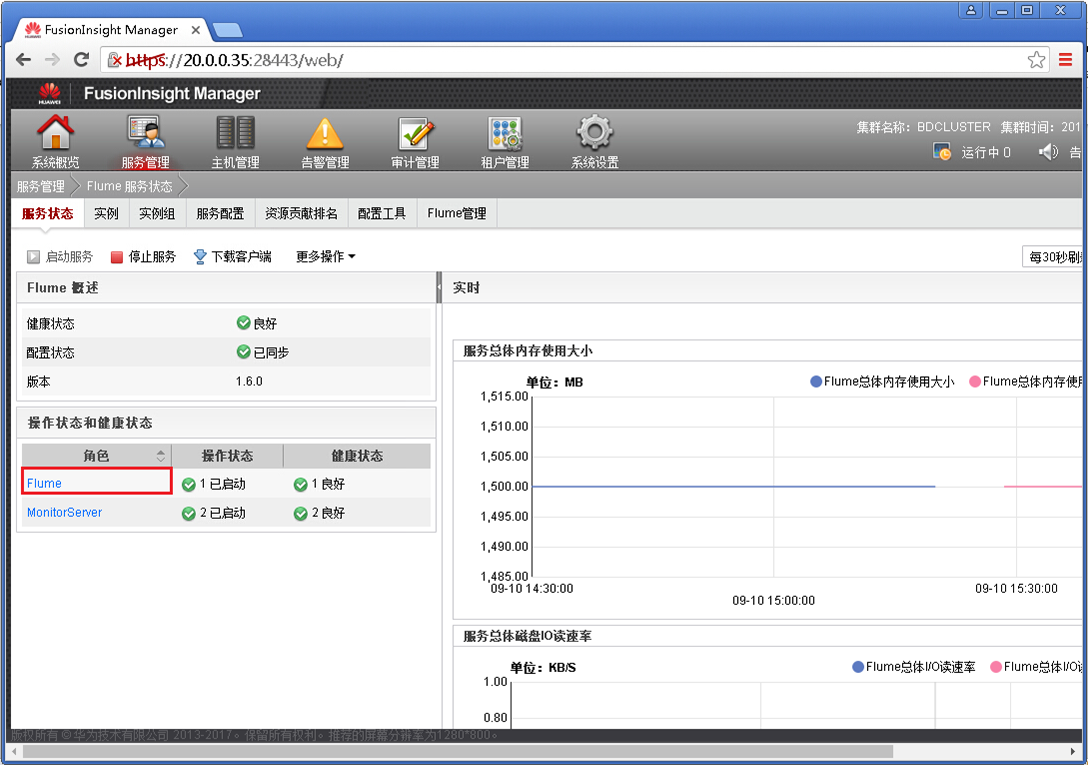 FusionInsight Manager
https://20.0.0.35:28443/web/
HUAWEI FusionInsight Manager
系统概览 服务管理 主机管理 告警管理 审计管理 租户管理 系统设置
集群名称：BDCLUSTER 集群时间：201
运行中 0 告
服务管理 Flume 服务状态
服务状态 实例 实例组 服务配置 资源贡献排名 配置工具 Flume管理
启动服务 停止服务 下载客户端 更多操作
每30秒刷
Flume 概述
健康状态 良好
配置状态 已同步
版本 1.6.0
操作状态和健康状态
角色 操作状态 健康状态
Flume 1 已启动 1 良好
MonitorServer 2 已启动 2 良好
实时
服务总体内存使用大小
单位：MB
Flume总体内存使用大小 Flume总体内存使用
1,515.00
1,510.00
1,505.00
1,500.00
1,495.00
1,490.00
1,485.00
09-10 14:30:00 09-10 15:00:00 09-10 15:30:00
服务总体磁盘IO读速率
单位：KB/S
Flume总体I/O读速率 Flume总体I/O
1.00
0.80
版权所有 © 华为技术有限公司 2013-2017。保留所有权利。推荐的屏幕分辨率为1280*800。